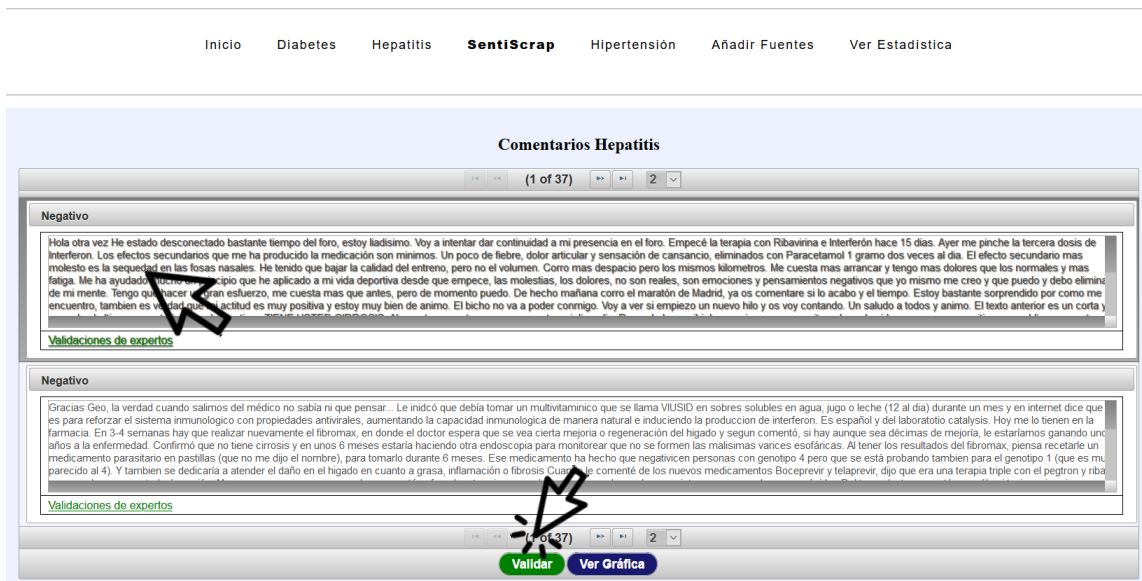 Inicio Diabetes Hepatitis SentiScrap Hipertensión Añadir Fuentes Ver Estadística
Comentarios Hepatitis
(1 of 37) 2
Negativo
Hola otra vez He estado desconectado bastante tiempo del foro, estoy liadisimo. Voy a intentar dar continuidad a mi presencia en el foro. Empecé la terapia con Ribavirina e Interferón hace 15 dias. Ayer me pinche la tercera dosis de
Interferon. Los efectos secundarios que me ha producido la medicación son minimos. Un poco de fiebre, dolor articular y sensación de cansancio, eliminados con Paracetamol 1 gramo dos veces al dia. El efecto secundario mas
molesto es la sequedad en las fosas nasales. He tenido que bajar la calidad del entreno, pero no el volumen. Corro mas despacio pero los mismos kilometros. Me cuesta mas arrancar y tengo mas dolores que los normales y mas
fatiga. Me ha ayudado principio que he aplicado a mi vida deportiva desde que empece, las molestias, los dolores, no son reales, son emociones y pensamientos negativos que yo mismo me creo y que puedo y debo elimina
de mi mente. Tengo que hacer gran esfuerzo, me cuesta mas que antes, pero de momento puedo. De hecho mañana corro el maratón de Madrid, ya os comentare si lo acabo y el tiempo. Estoy bastante sorprendido por como me
encuentro, tambien es verdad que mi actitud es muy positiva y estoy muy bien de animo. El bicho no va a poder conmigo. Voy a ver si empiezo un nuevo hilo y os voy contando. Un saludo a todos y animo. El texto anterior es un corta y
Validaciones de expertos
Negativo
Gracias Geo, la verdad cuando salimos del médico no sabía ni que pensar... Le inidcó que debía tomar un multivitaminico que se llama VIUSID en sobres solubles en agua, jugo o leche (12 al dia) durante un mes y en internet dice que
es para reforzar el sistema inmunologico con propiedades antivirales, aumentando la capacidad inmunologica de manera natural e induciendo la produccion de interferon. Es español y del laboratotio catalysis. Hoy me lo tienen en la
farmacia. En 3-4 semanas hay que realizar nuevamente el fibromax, en donde el doctor espera que se vea cierta mejoria o regeneración del higado y segun comentó, si hay aunque sea décimas de mejoría, le estaríamos ganando unc
años a la enfermedad. Confirmó que no tiene cirrosis y en unos 6 meses estaría haciendo otra endoscopia para monitorear que no se formen las malisimas varices esofáricos. Al tener los resultados del fibromax, piensa recetarle un
medicamento parasitario en pastillas (que no me dijo el nombre), para tomarlo durante 6 meses. Ese medicamento ha hecho que negativicen personas con genotipo 4 pero que se está probando tambien para el genotipo 1 (que es mu
parecido al 4). Y tambien se dedicaría a atender el daño en el higado en cuanto a grasa, inflamación o fibrosis le comenté de los nuevos medicamentos Boceprevir y telaprevir, dijo que era una terapia triple con el pegtron y riba
Validaciones de expertos
(1 of 37) 2
Validar Ver Gráfica